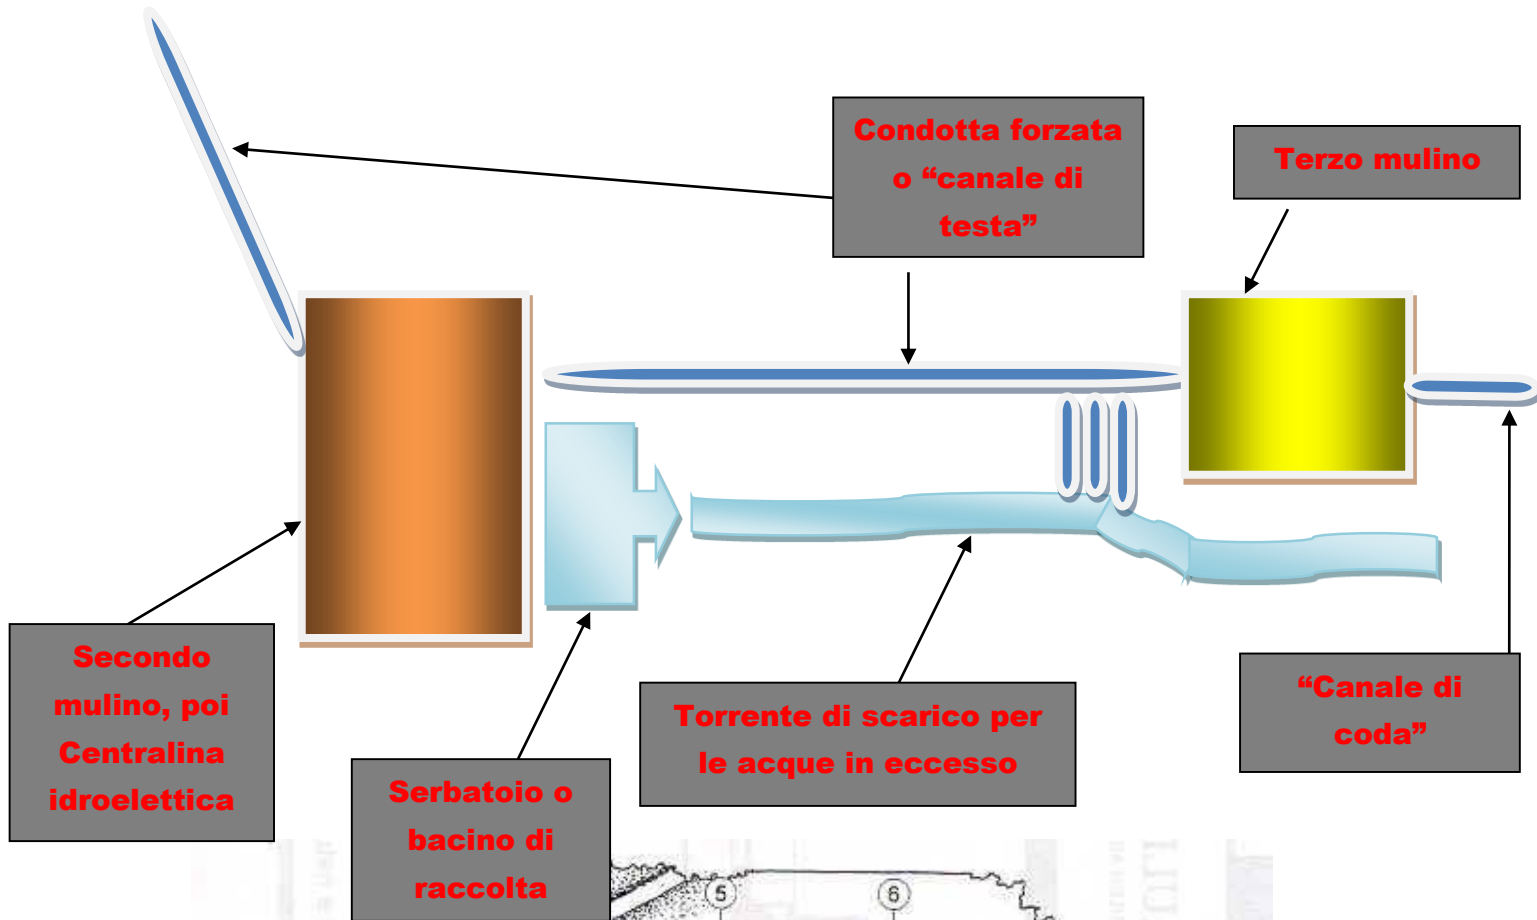 Condotta forzata
o “canale di
testa”
Terzo mulino
Secondo
mulino, poi
Centralina
idroelettica
Serbatoio o
bacino di
raccolta
Torrente di scarico per
le acque in eccesso
“Canale di
coda”
5
6